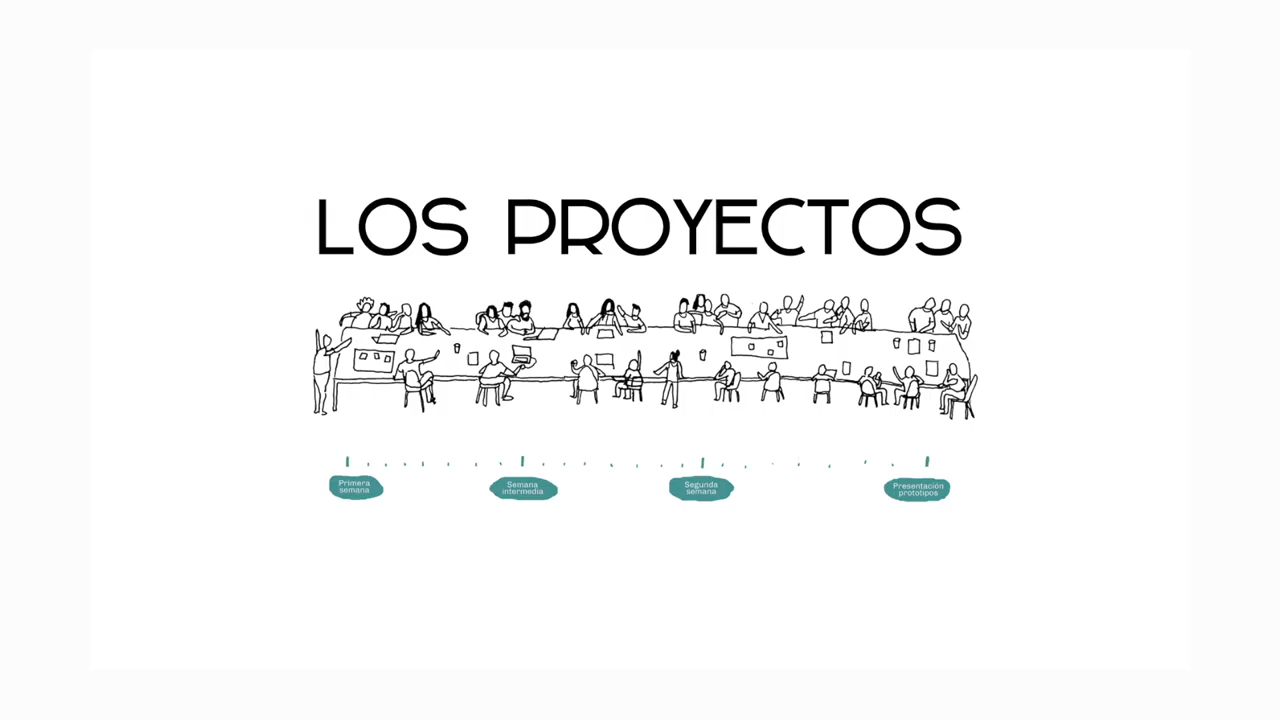 LOS PROYECTOS
Primera
semana
Semana
intermedia
Segunda
semana
Presentación
prototipos